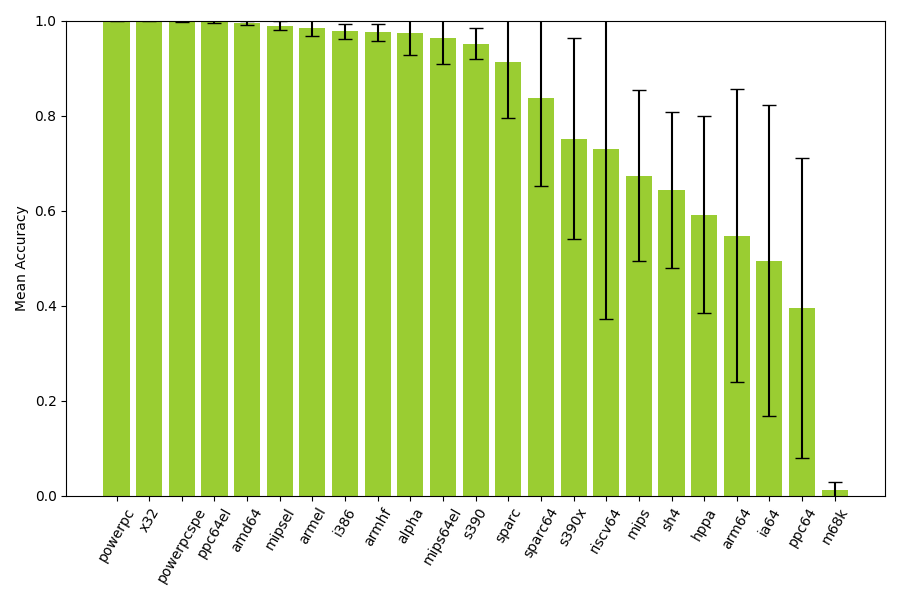 1.0
0.8
0.6
0.4
0.2
0.0
Mean Accuracy
powerpc
x32
powerpcspe
ppc64el
amd64
mipsel
armel
i386
armhf
alpha
mips64el
s390
sparc
sparc64
s390x
riscv64
mips
sh4
hppa
arm64
ia64
ppc64
m68k